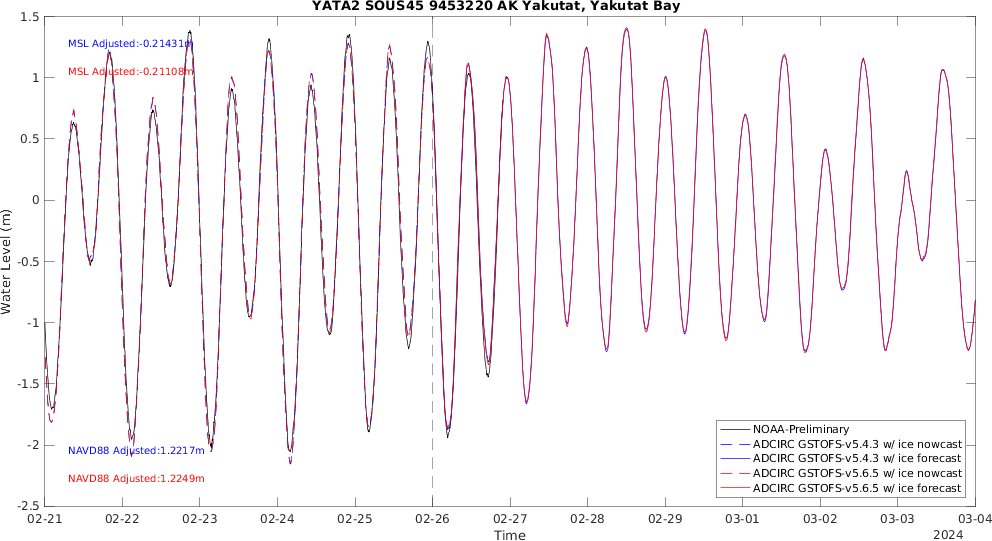 YATA2 SOUS45 9453220 AK Yakutat, Yakutat Bay
1.5
1
0.5
0
-0.5
-1
-1.5
-2
-2.5
Water Level (m)
MSL Adjusted:-0.21431m
MSL Adjusted:-0.21108m
NAVD88 Adjusted:1.2217m
NAVD88 Adjusted:1.2249m
NOAA-Preliminary
ADCIRC GSTOFS-v5.4.3 w/ ice nowcast
ADCIRC GSTOFS-v5.4.3 w/ ice forecast
ADCIRC GSTOFS-v5.6.5 w/ ice nowcast
ADCIRC GSTOFS-v5.6.5 w/ ice forecast
02-21 02-22 02-23 02-24 02-25 02-26 02-27 02-28 02-29 03-01 03-02 03-03 03-04
Time
2024